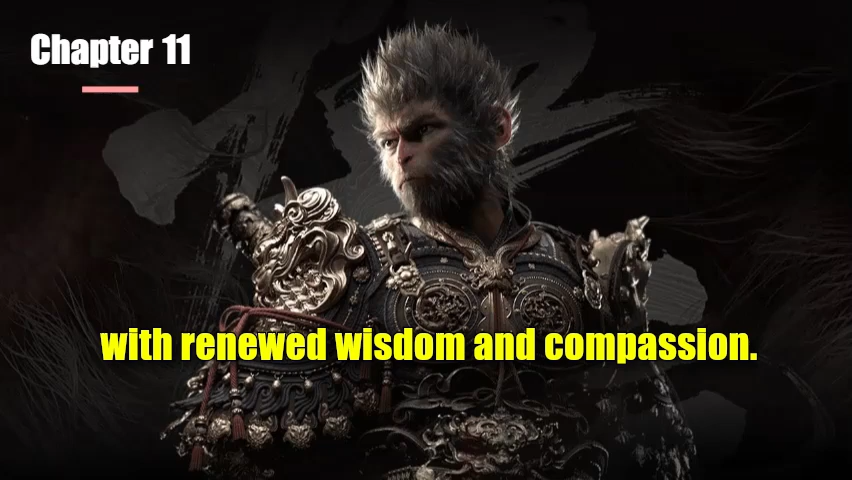 Chapter 11
with renewed wisdom and compassion.